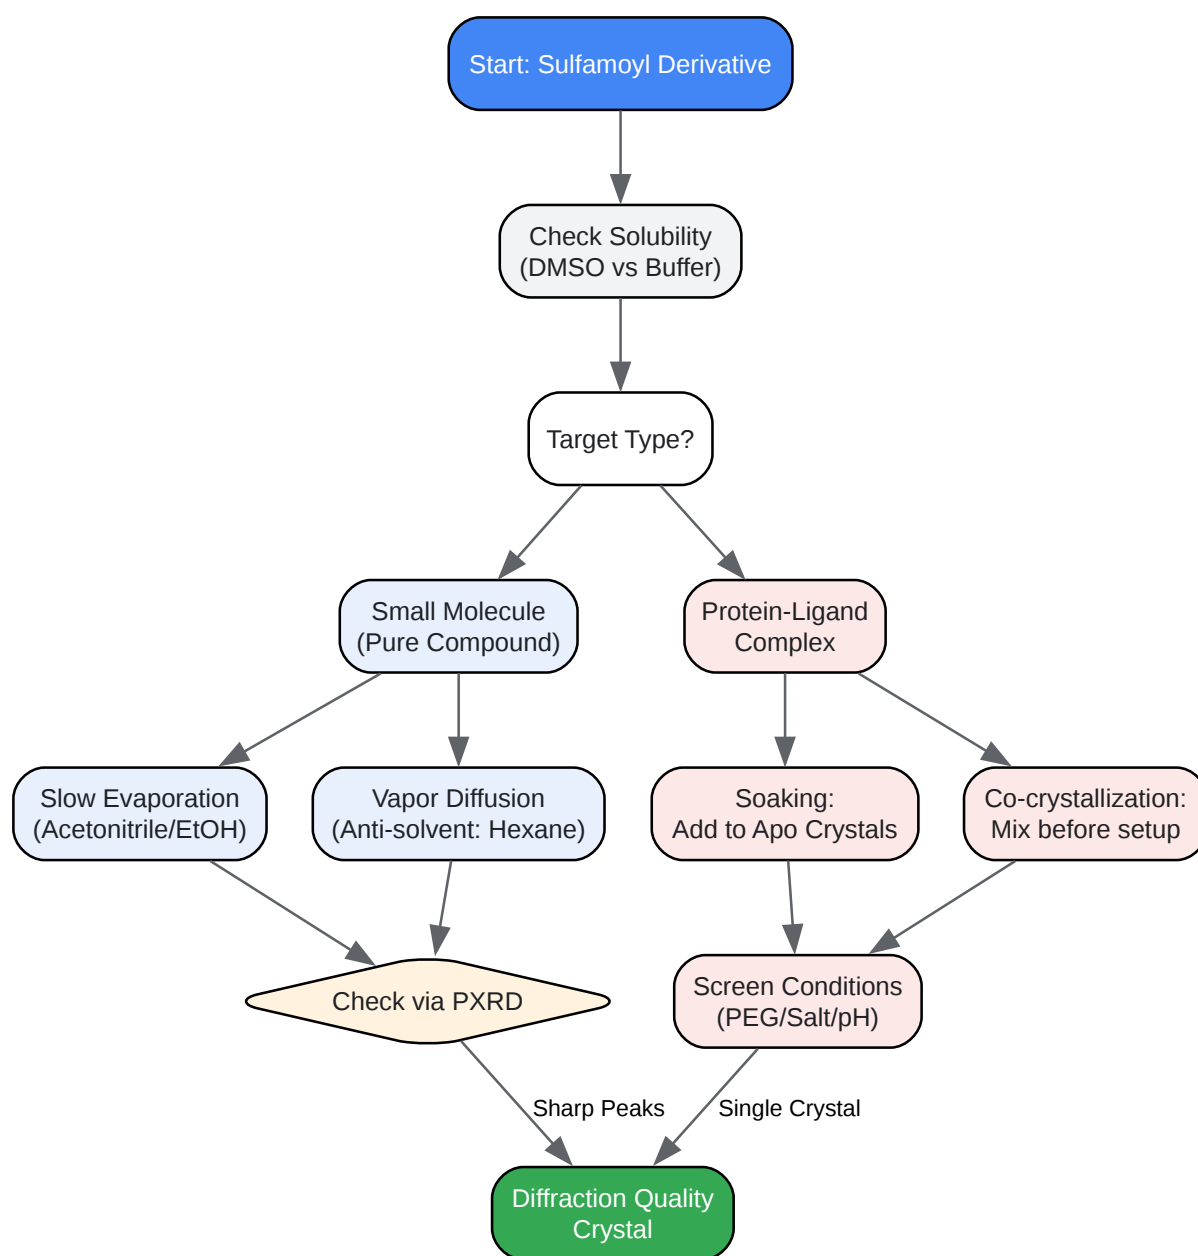 Start: Sulfamoyl Derivative
Check Solubility
(DMSO vs Buffer)
Target Type?
Small Molecule
(Pure Compound)
Protein-Ligand
Complex
Slow Evaporation
(Acetonitrile/EtOH)
Vapor Diffusion
(Anti-solvent: Hexane)
Soaking:
Add to Apo Crystals
Co-crystallization:
Mix before setup
Check via PXRD
Screen Conditions
(PEG/Salt/pH)
Sharp Peaks
Single Crystal
Diffraction Quality
Crystal